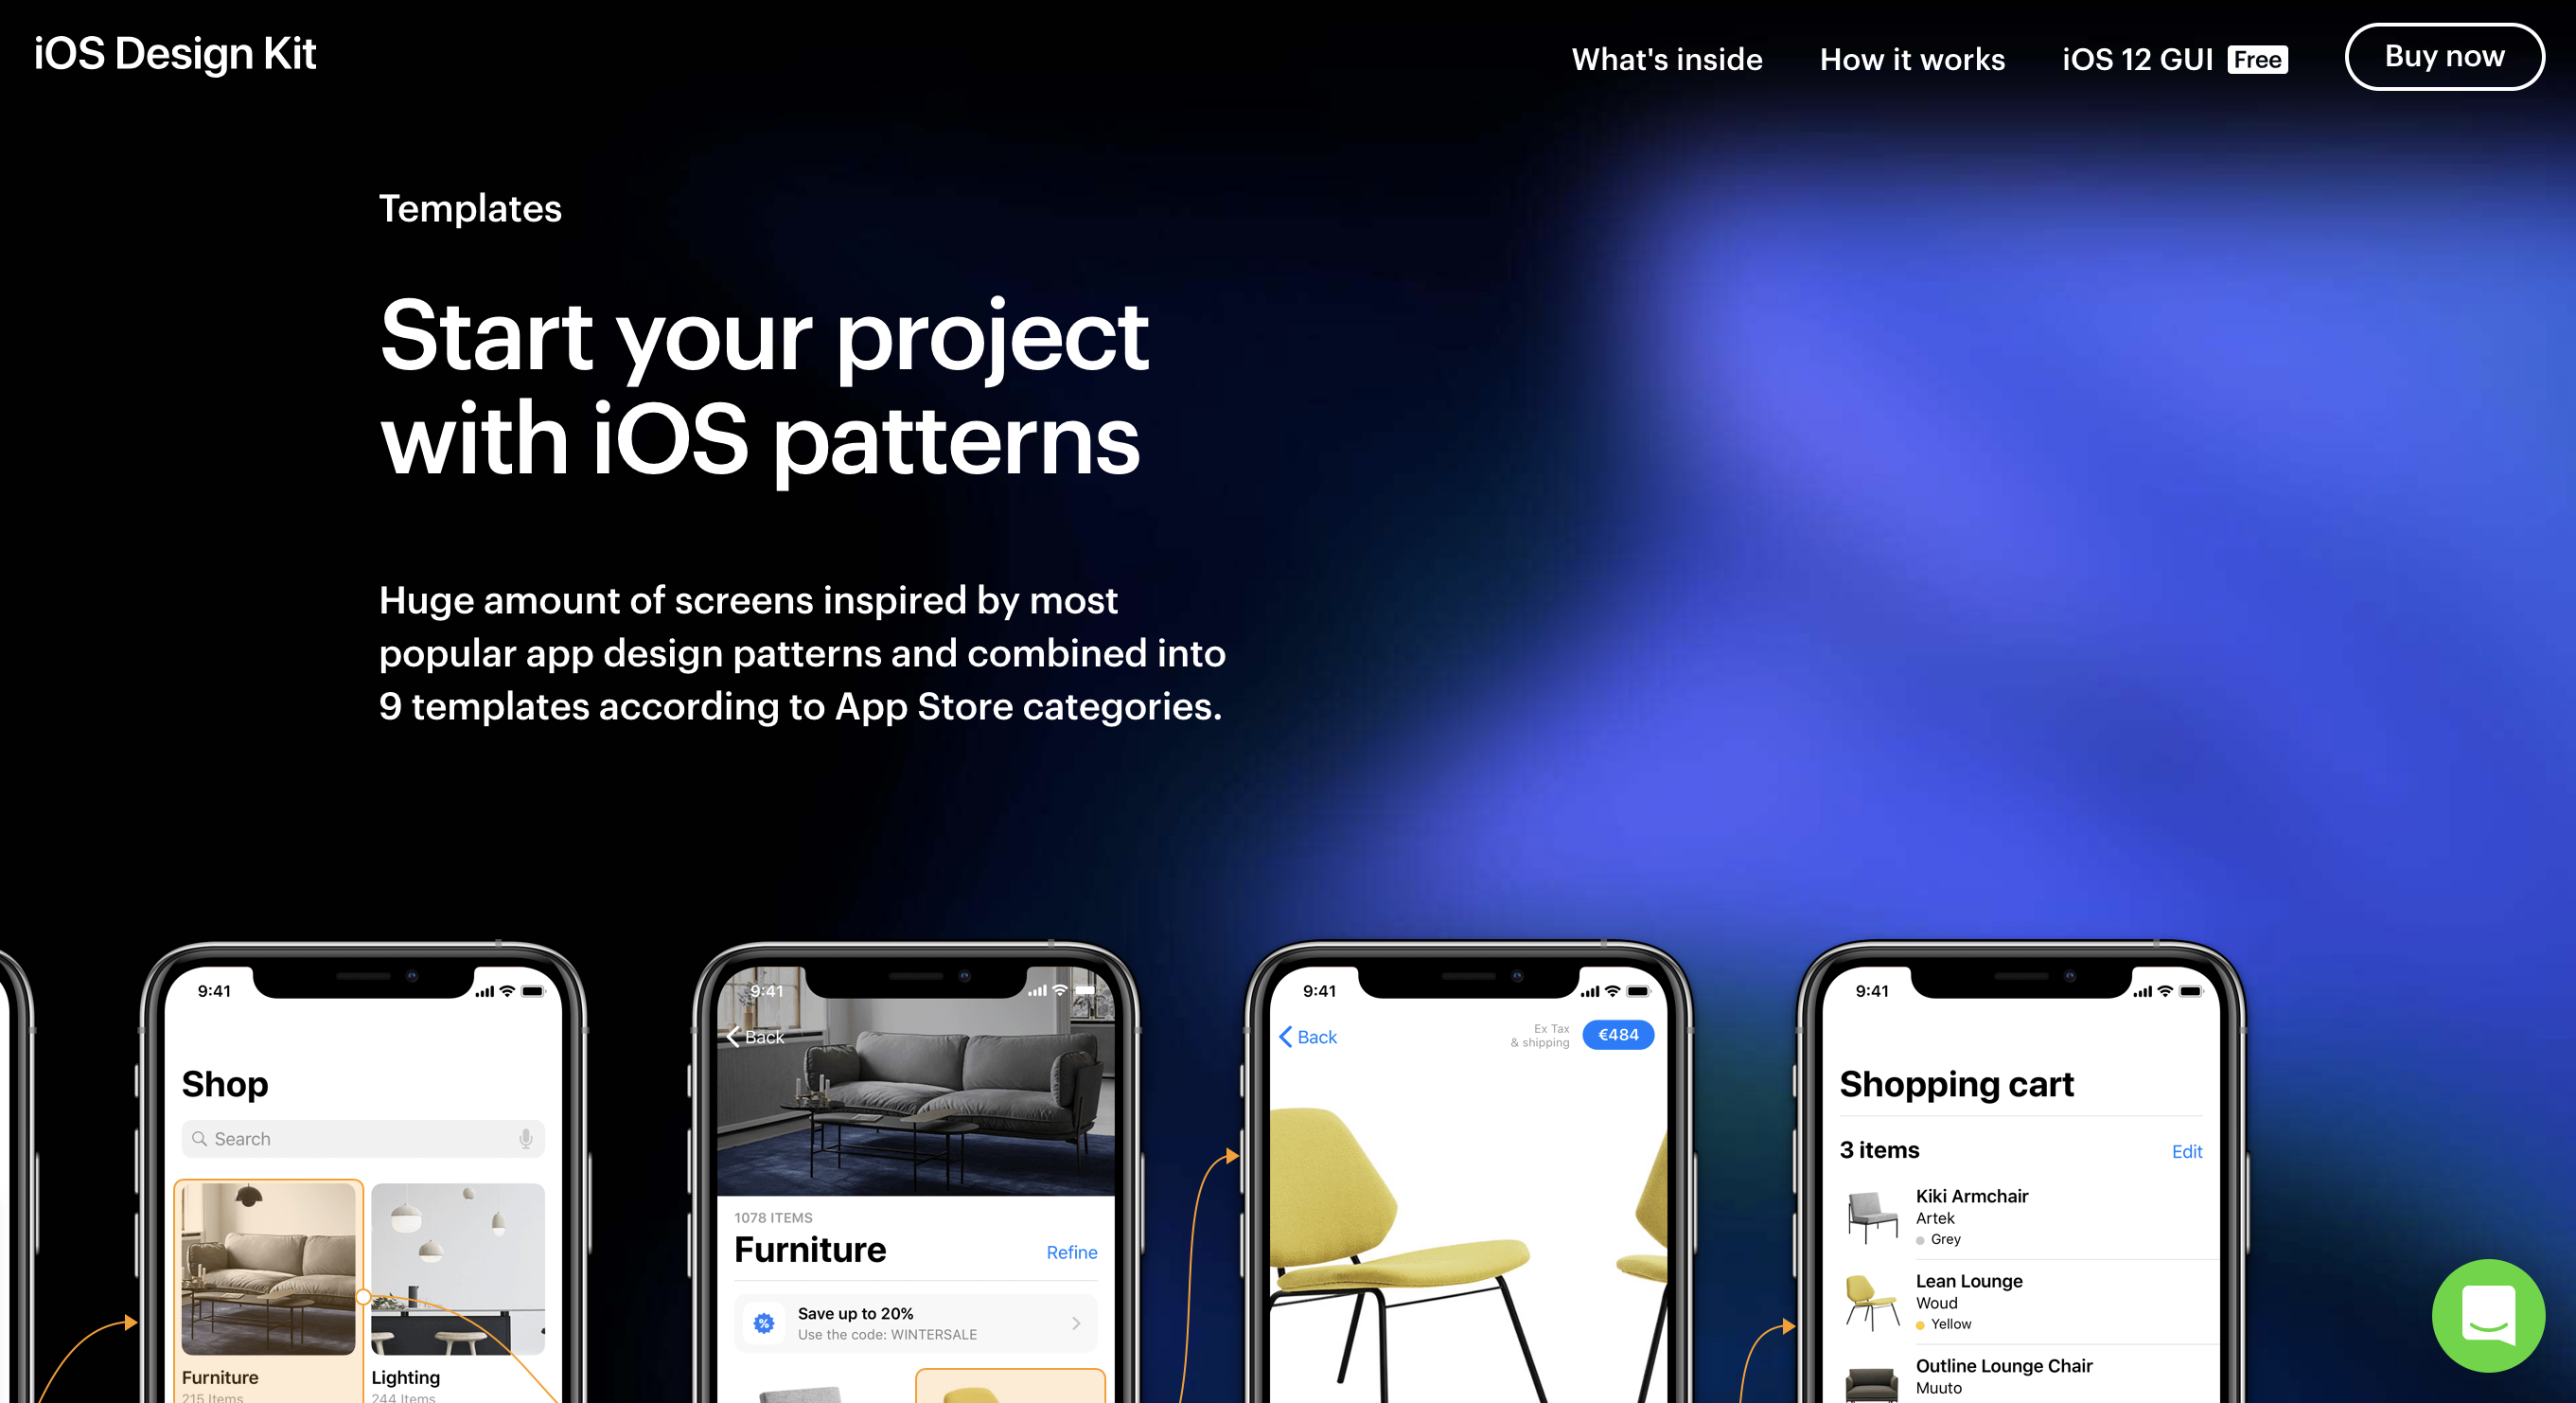 iOS Design Kit
What's inside
How it works
iOS 12 GUI Free
Buy now
Templates
Start your project
with iOS patterns
Huge amount of screens inspired by most
popular app design patterns and combined into
9 templates according to App Store categories.
9:41
Shop
Search
Furniture
215 Items
Lighting
244 Items
9:41
Back
1078 ITEMS
Furniture
Refine
Save up to 20%
Use the code: WINTERSALE
9:41
Back
Ex Tax
& shipping
€484
9:41
Shopping cart
3 items
Edit
Kiki Armchair
Artek
Grey
Lean Lounge
Woud
Yellow
Outline Lounge Chair
Muuto